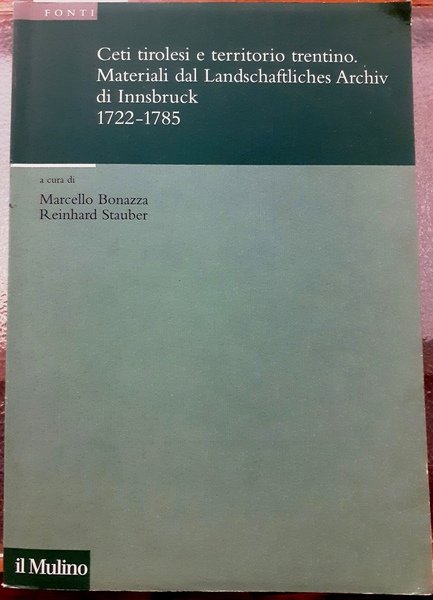 FONTI
Ceti tirolesi e territorio trentino.
Materiali dal Landschaftliches Archiv
di Innsbruck
1722-1785
a cura di
Marcello Bonazza
Reinhard Stauber
il Mulino